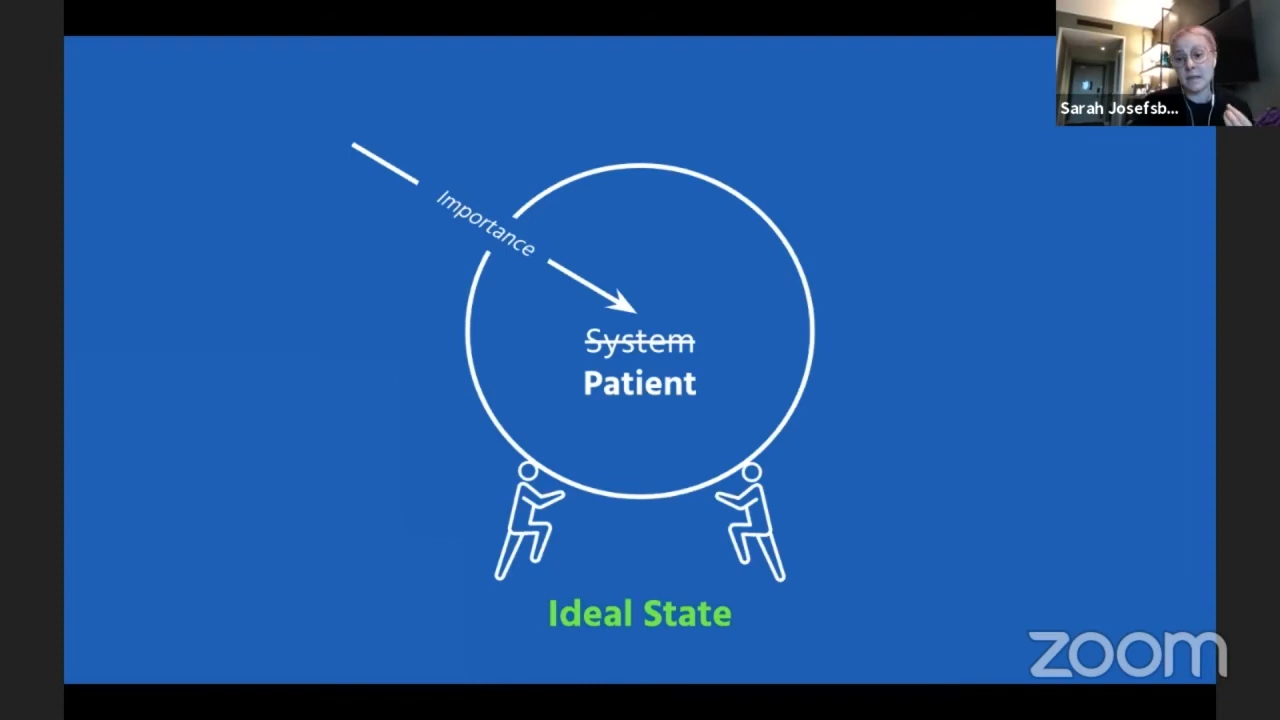 Sarah Josefsb...
Importance
System
Patient
Ideal State
zoom